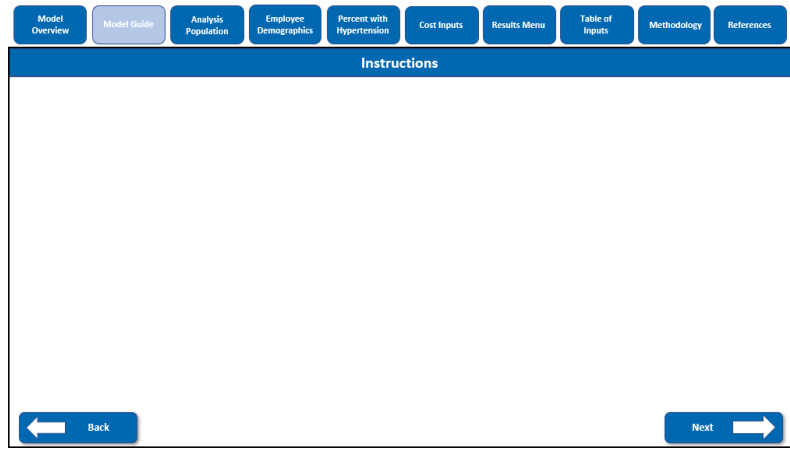 Model
Overview
Model Guide
Analysis
Population
Employee
Demographics
Percent with
Hypertension
Cost Inputs
Results Menu
Table of
Inputs
Methodology
References
Instructions
Back
Next